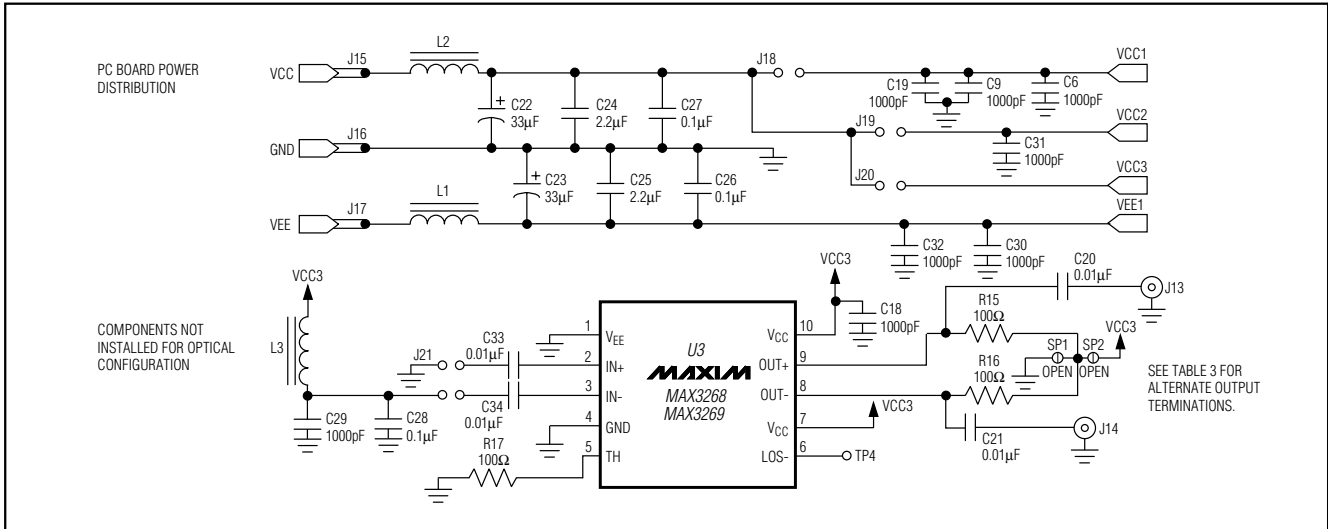 PC BOARD POWER
DISTRIBUTION
VCC
J15
L2
C22
33µF
+
C24
2.2µF
C27
0.1µF
J18
C19
1000pF
C9
1000pF
C6
1000pF
VCC1
GND
J16
J19
C31
1000pF
VCC2
C23
33µF
+
C25
2.2µF
C26
0.1µF
J20
VCC3
VEE
J17
L1
VEE1
C32
1000pF
C30
1000pF
COMPONENTS NOT
INSTALLED FOR OPTICAL
CONFIGURATION
VCC3
L3
C29
1000pF
C28
0.1µF
J21
C33
0.01µF
C34
0.01µF
R17
100Ω
1
2
3
4
5
VEE
IN+
IN-
GND
TH
U3
MAXIM
MAX3268
MAX3269
VCC
OUT+
OUT-
VCC
LOS-
10
9
8
7
6
VCC3
C18
1000pF
VCC3
TP4
C20
0.01µF
J13
R15
100Ω
R16
100Ω
SP1
OPEN
SP2
OPEN
VCC3
C21
0.01µF
J14
SEE TABLE 3 FOR
ALTERNATE OUTPUT
TERMINATIONS.